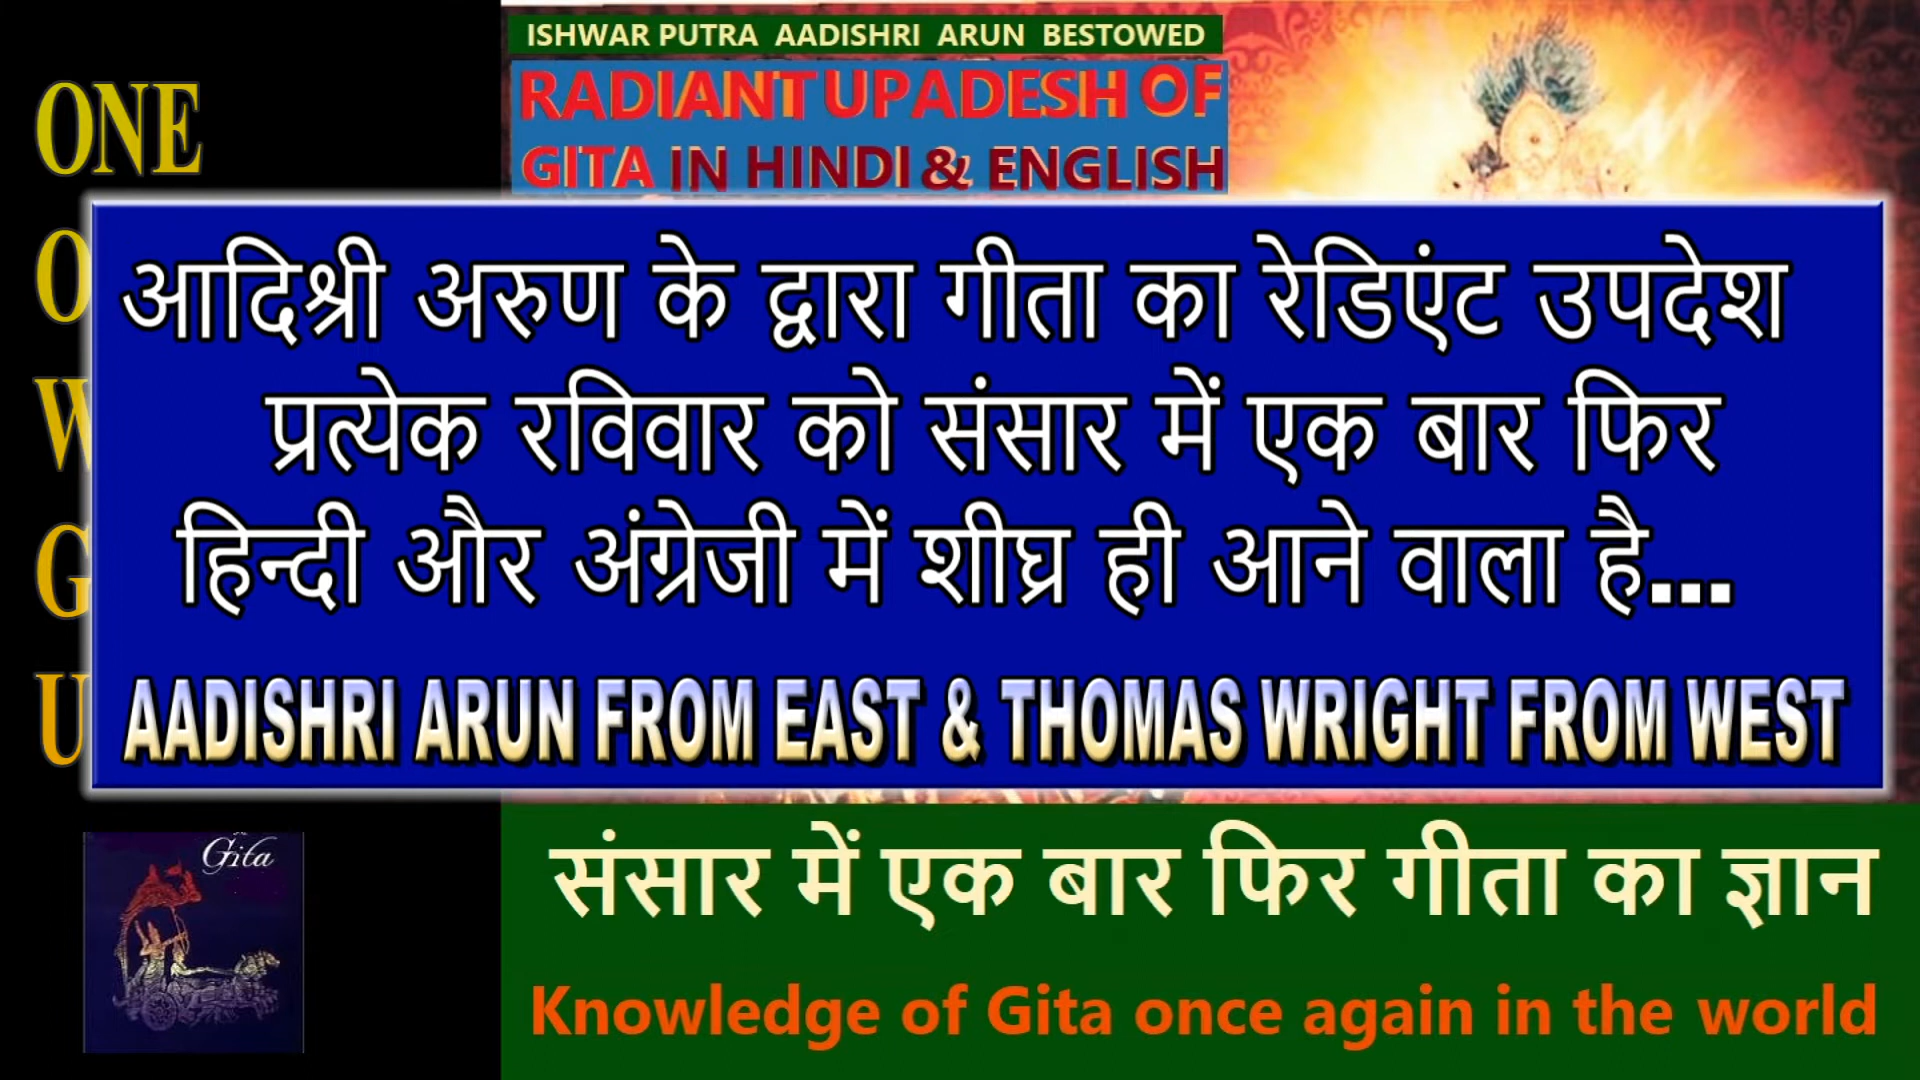 ONE
O
W
G
U
ISHWAR PUTRA AADISHRI ARUN BESTOWED
RADIANT UPADESH OF
GITA IN HINDI & ENGLISH
आदिश्री अरुण के द्वारा गीता का रेडिएंट उपदेश
प्रत्येक रविवार को संसार में एक बार फिर
हिन्दी और अंग्रेजी में शीघ्र ही आने वाला है...
AADISHRI ARUN FROM EAST & THOMAS WRIGHT FROM WEST
Gita
संसार में एक बार फिर गीता का ज्ञान
Knowledge of Gita once again in the world